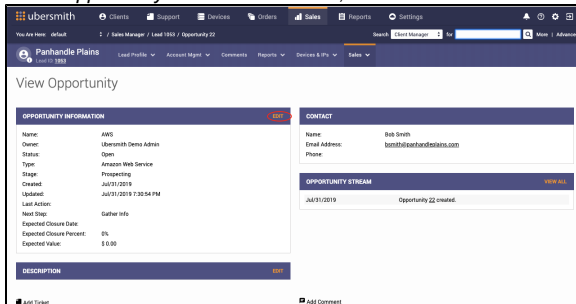 ubersmith Clients Support Devices Orders Sales Reports Settings
You Are Here: default / Sales Manager / Lead 1053 / Opportunity 22 Search Client Manager for More | Advance
Panhandle Plains
Lead ID: 1053
Lead Profile Account Mgmt Comments Reports Devices & IPs Sales
View Opportunity
OPPORTUNITY INFORMATION EDIT
Name: AWS
Owner: Ubersmith Demo Admin
Status: Open
Type: Amazon Web Service
Stage: Prospecting
Created: Jul/31/2019
Updated: Jul/31/2019 7:30:54 PM
Last Action:
Next Step: Gather Info
Expected Closure Date:
Expected Closure Percent: 0%
Expected Value: $ 0.00
DESCRIPTION EDIT
Add Ticket
CONTACT
Name: Bob Smith
Email Address: bsmith@panhandleplains.com
Phone:
OPPORTUNITY STREAM VIEW ALL
Jul/31/2019 Opportunity 22 created.
Add Comment